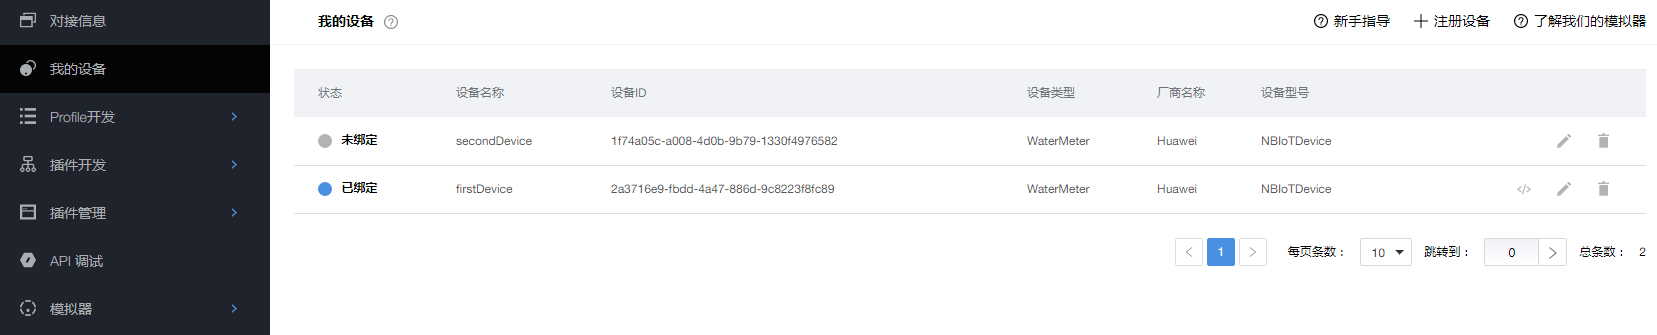 对接信息
我的设备
Profile开发
插件开发
插件管理
API 调试
模拟器
我的设备
新手指导 注册设备 了解我们的模拟器
状态 设备名称 设备ID 设备类型 厂商名称 设备型号
未绑定 secondDevice 1f74a05c-a008-4d0b-9b79-1330f4976582 WaterMeter Huawei NBIoTDevice
已绑定 firstDevice 2a3716e9-fbdd-4a47-886d-9c8223f8fc89 WaterMeter Huawei NBIoTDevice
1 每页条数： 10 跳转到： 0 总条数： 2